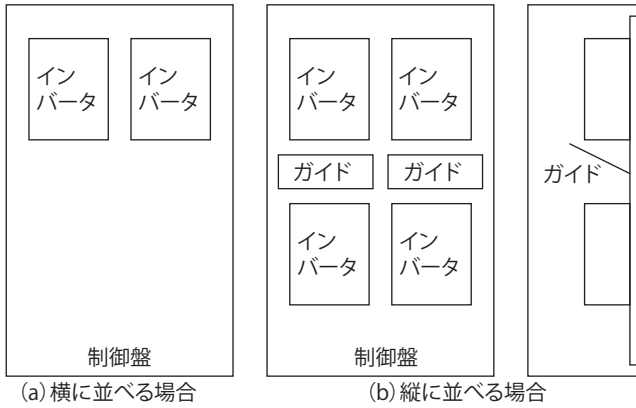 イン
バータ
イン
バータ
制御盤
(a) 横に並べる場合
イン
バータ
イン
バータ
ガイド
ガイド
イン
バータ
イン
バータ
制御盤
ガイド
(b) 縦に並べる場合